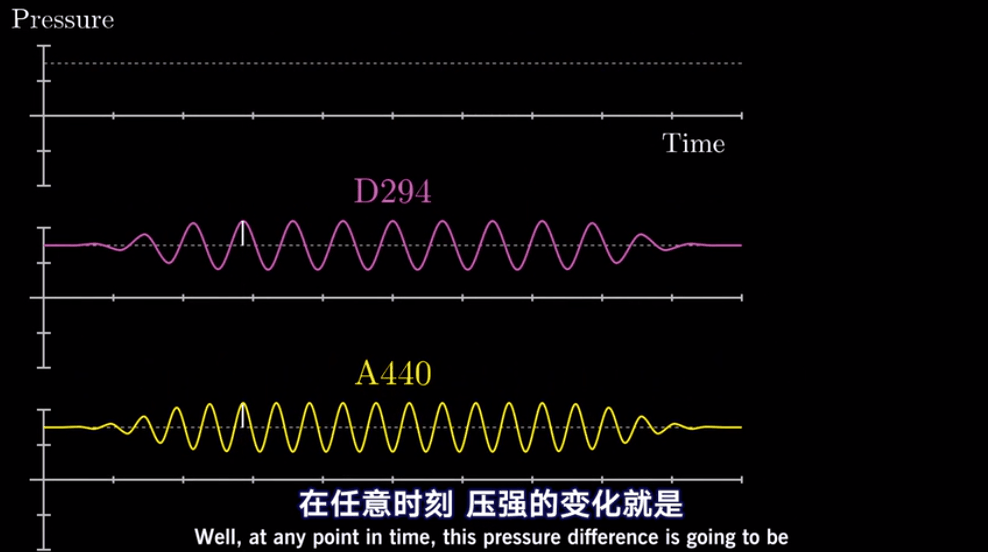 Pressure
Time
D294
A440
在任意时刻 压强的变化就是
Well, at any point in time, this pressure difference is going to be